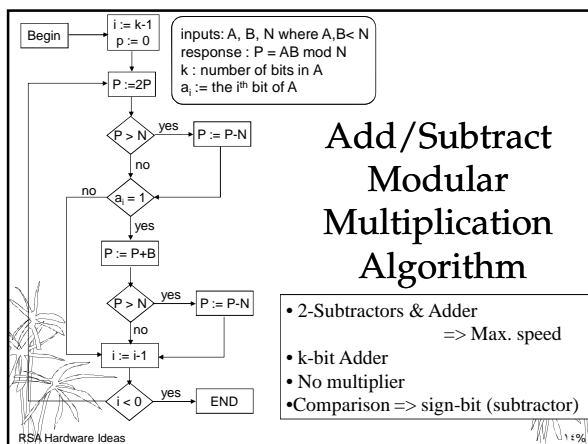 Begin
i := k-1
p := 0
inputs: A, B, N where A,B< N
response : P = AB mod N
k : number of bits in A
aᵢ := the iᵗʰ bit of A
P :=2P
P > N
yes
P := P-N
no
no
aᵢ = 1
yes
P := P+B
P > N
yes
P := P-N
no
i := i-1
i < 0
yes
END
Add/Subtract
Modular
Multiplication
Algorithm
• 2-Subtractors & Adder
=> Max. speed
• k-bit Adder
• No multiplier
•Comparison => sign-bit (subtractor)
RSA Hardware Ideas